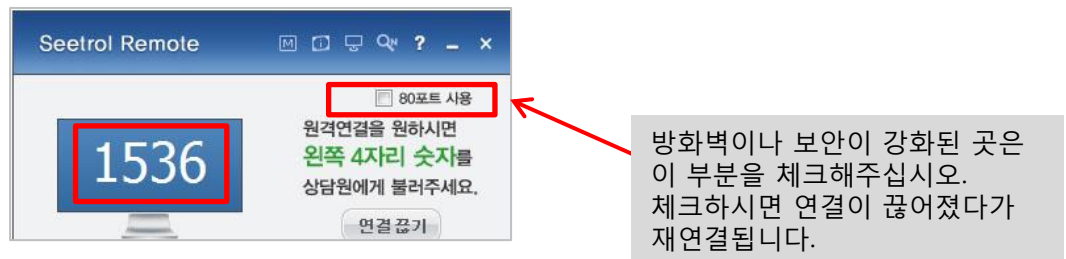 Seetrol Remote
80포트 사용
1536
원격연결을 원하시면
왼쪽 4자리 숫자를
상담원에게 불러주세요.
연결 끊기
방화벽이나 보안이 강화된 곳은
이 부분을 체크해주십시오.
체크하시면 연결이 끊어졌다가
재연결됩니다.